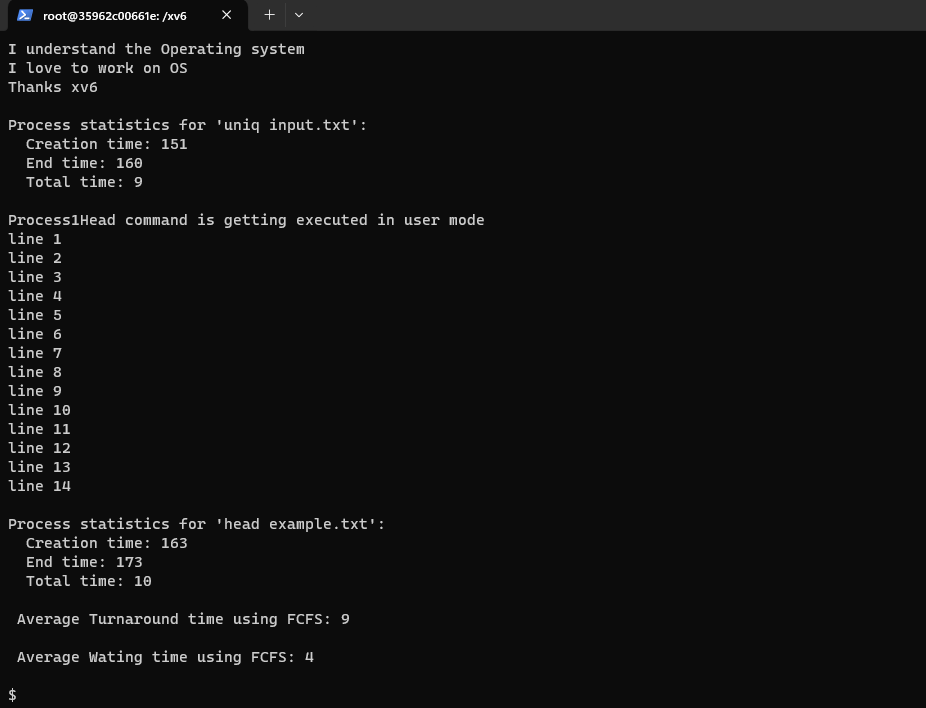 root@35962c00661e: /xv6
I understand the Operating system
I love to work on OS
Thanks xv6
Process statistics for 'uniq input.txt':
Creation time: 151
End time: 160
Total time: 9
Process1Head command is getting executed in user mode
line 1
line 2
line 3
line 4
line 5
line 6
line 7
line 8
line 9
line 10
line 11
line 12
line 13
line 14
Process statistics for 'head example.txt':
Creation time: 163
End time: 173
Total time: 10
Average Turnaround time using FCFS: 9
Average Wating time using FCFS: 4
$